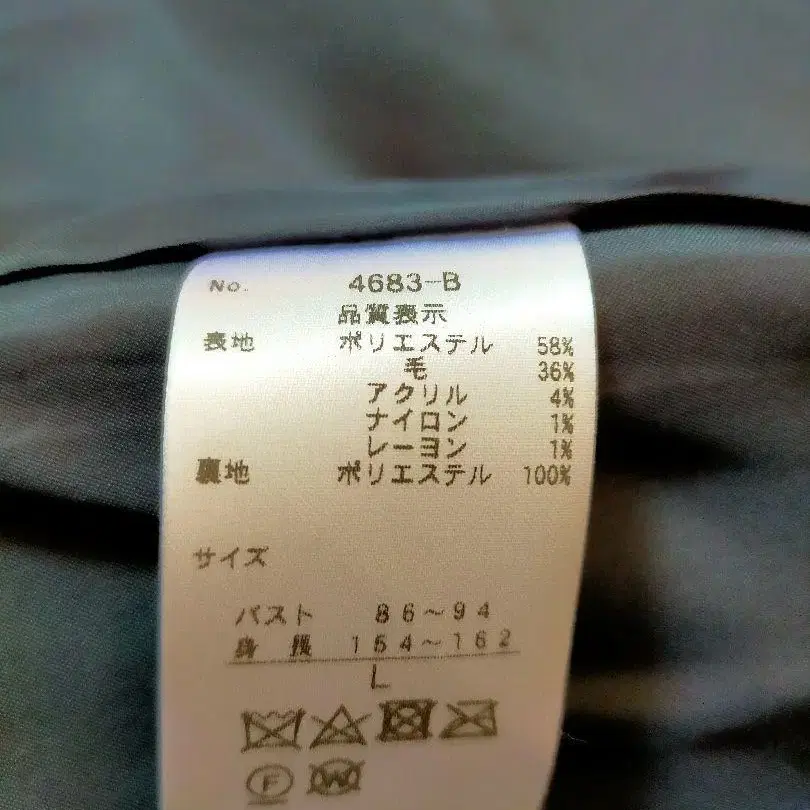 No. 4683-B
品質表示
表地 ポリエステル 58%
毛 36%
アクリル 4%
ナイロン 1%
レーヨン 1%
裏地 ポリエステル 100%
サイズ
バスト 86~94
身長 154~162
L
F
W